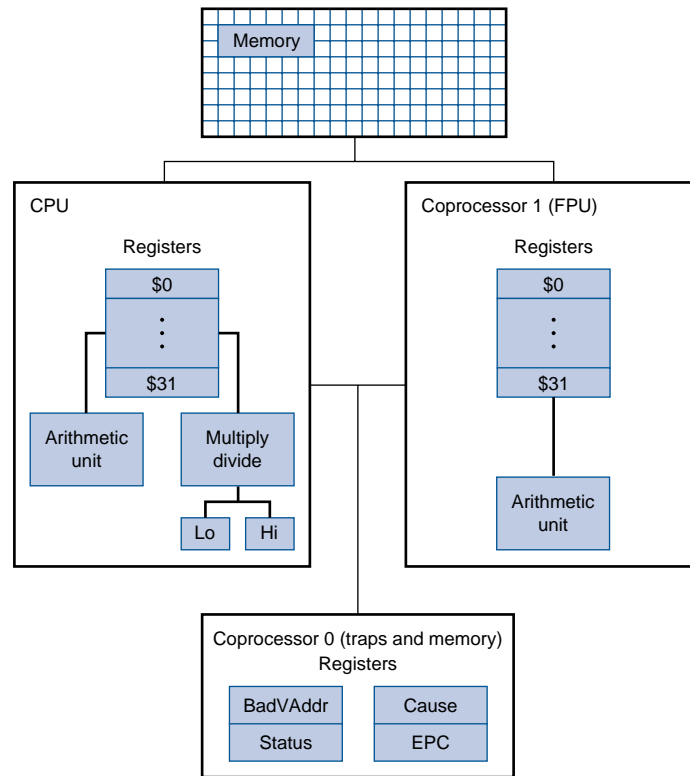 Memory
CPU
Registers
$0
$31
Arithmetic
unit
Multiply
divide
Lo
Hi
Coprocessor 1 (FPU)
Registers
$0
$31
Arithmetic
unit
Coprocessor 0 (traps and memory)
Registers
BadVAddr
Cause
Status
EPC